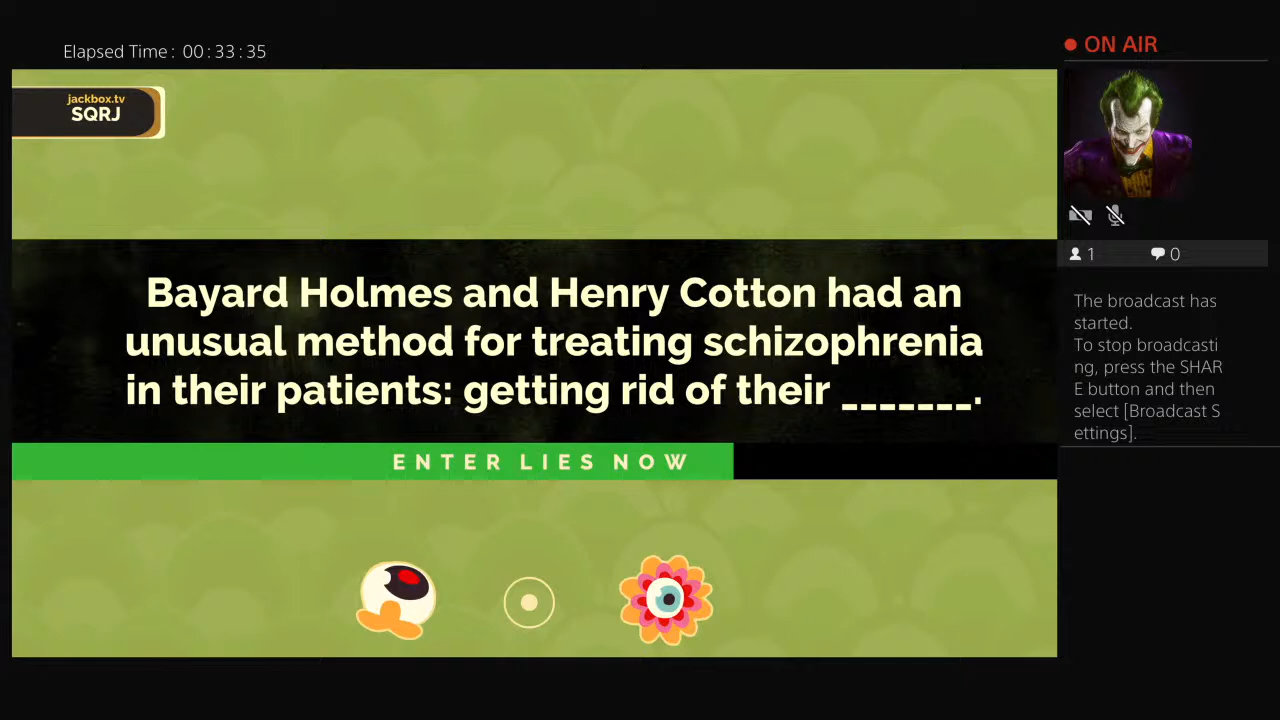 Elapsed Time: 00:33:35
ON AIR
jackbox.tv
SQRJ
1
0
Bayard Holmes and Henry Cotton had an
unusual method for treating schizophrenia
in their patients: getting rid of their _______.
ENTER LIES NOW
The broadcast has
started.
To stop broadcasti
ng, press the SHAR
E button and then
select [Broadcast S
ettings].